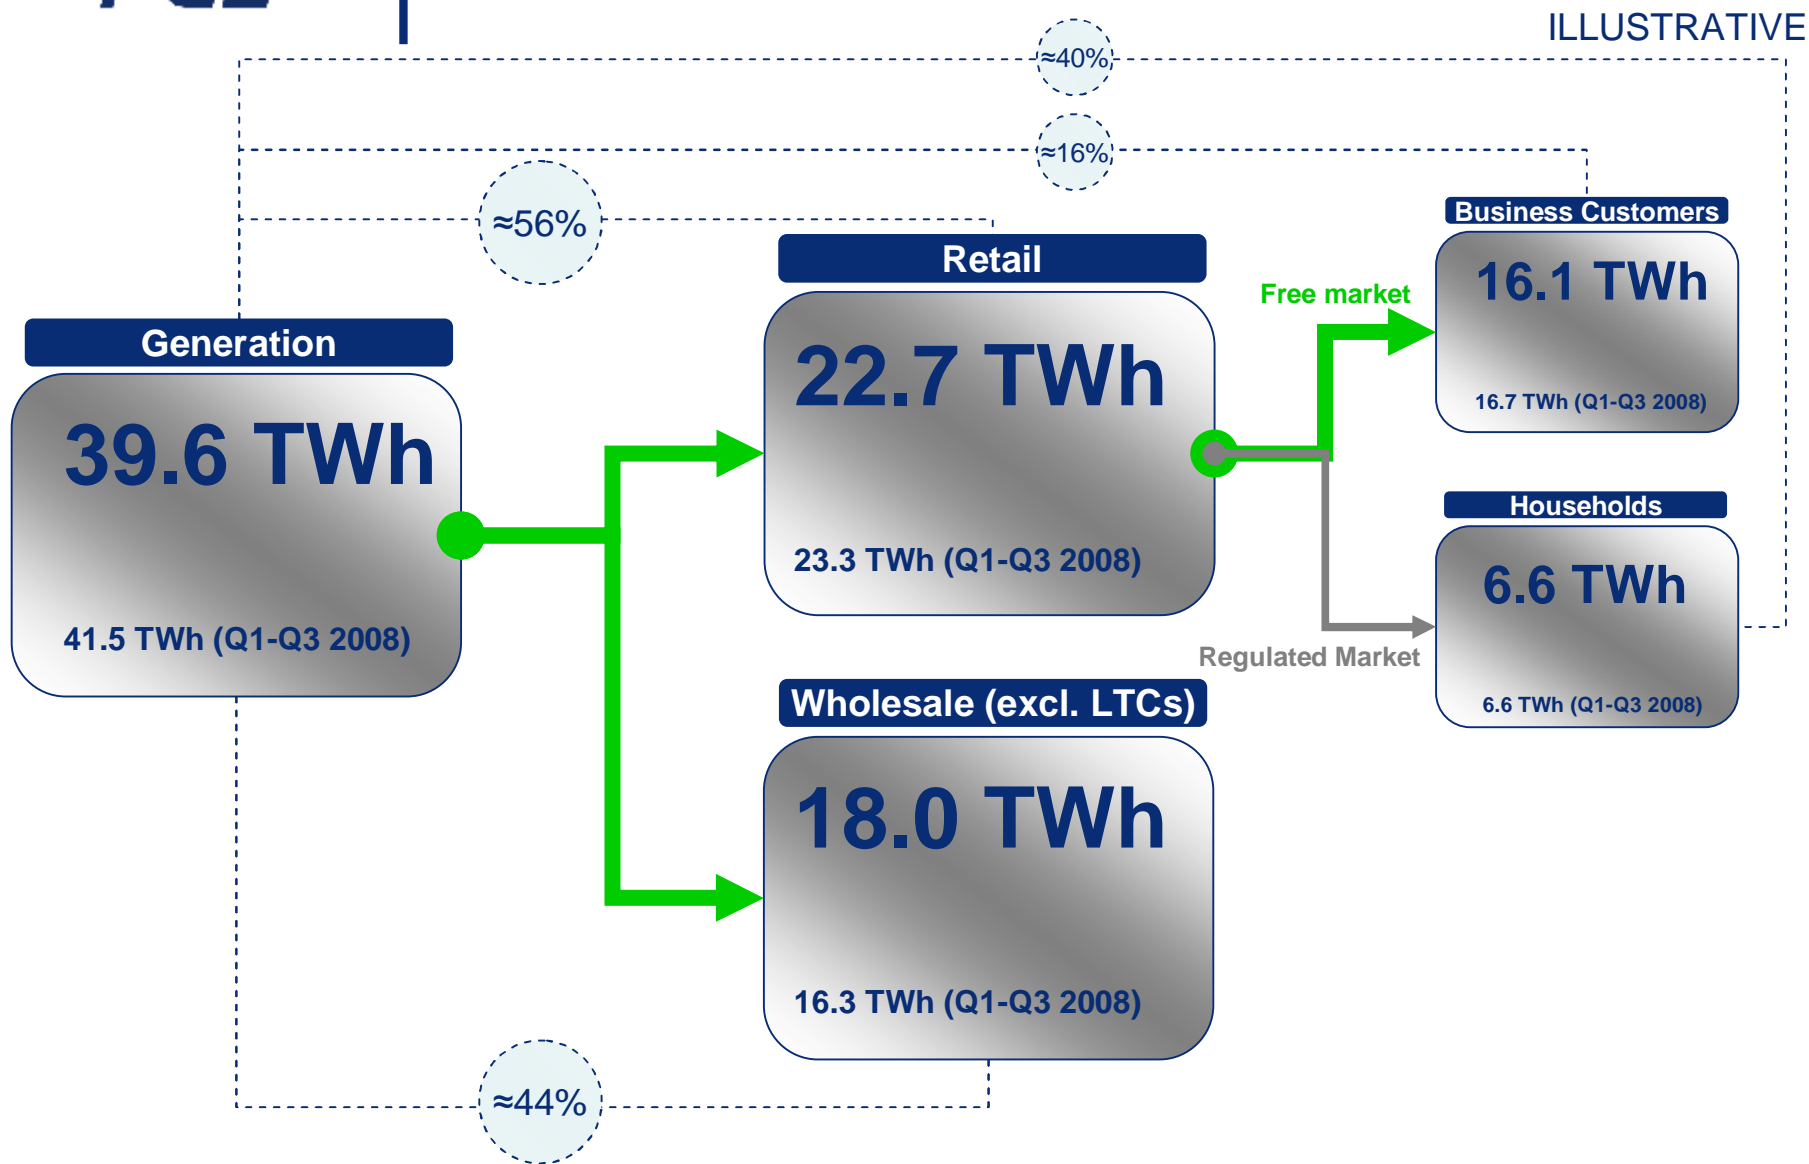 ILLUSTRATIVE
≈40%
≈16%
≈56%
Business Customers
16.1 TWh
16.7 TWh (Q1-Q3 2008)
Retail
22.7 TWh
23.3 TWh (Q1-Q3 2008)
Free market
Generation
39.6 TWh
41.5 TWh (Q1-Q3 2008)
Households
6.6 TWh
6.6 TWh (Q1-Q3 2008)
Regulated Market
Wholesale (excl. LTCs)
18.0 TWh
16.3 TWh (Q1-Q3 2008)
≈44%